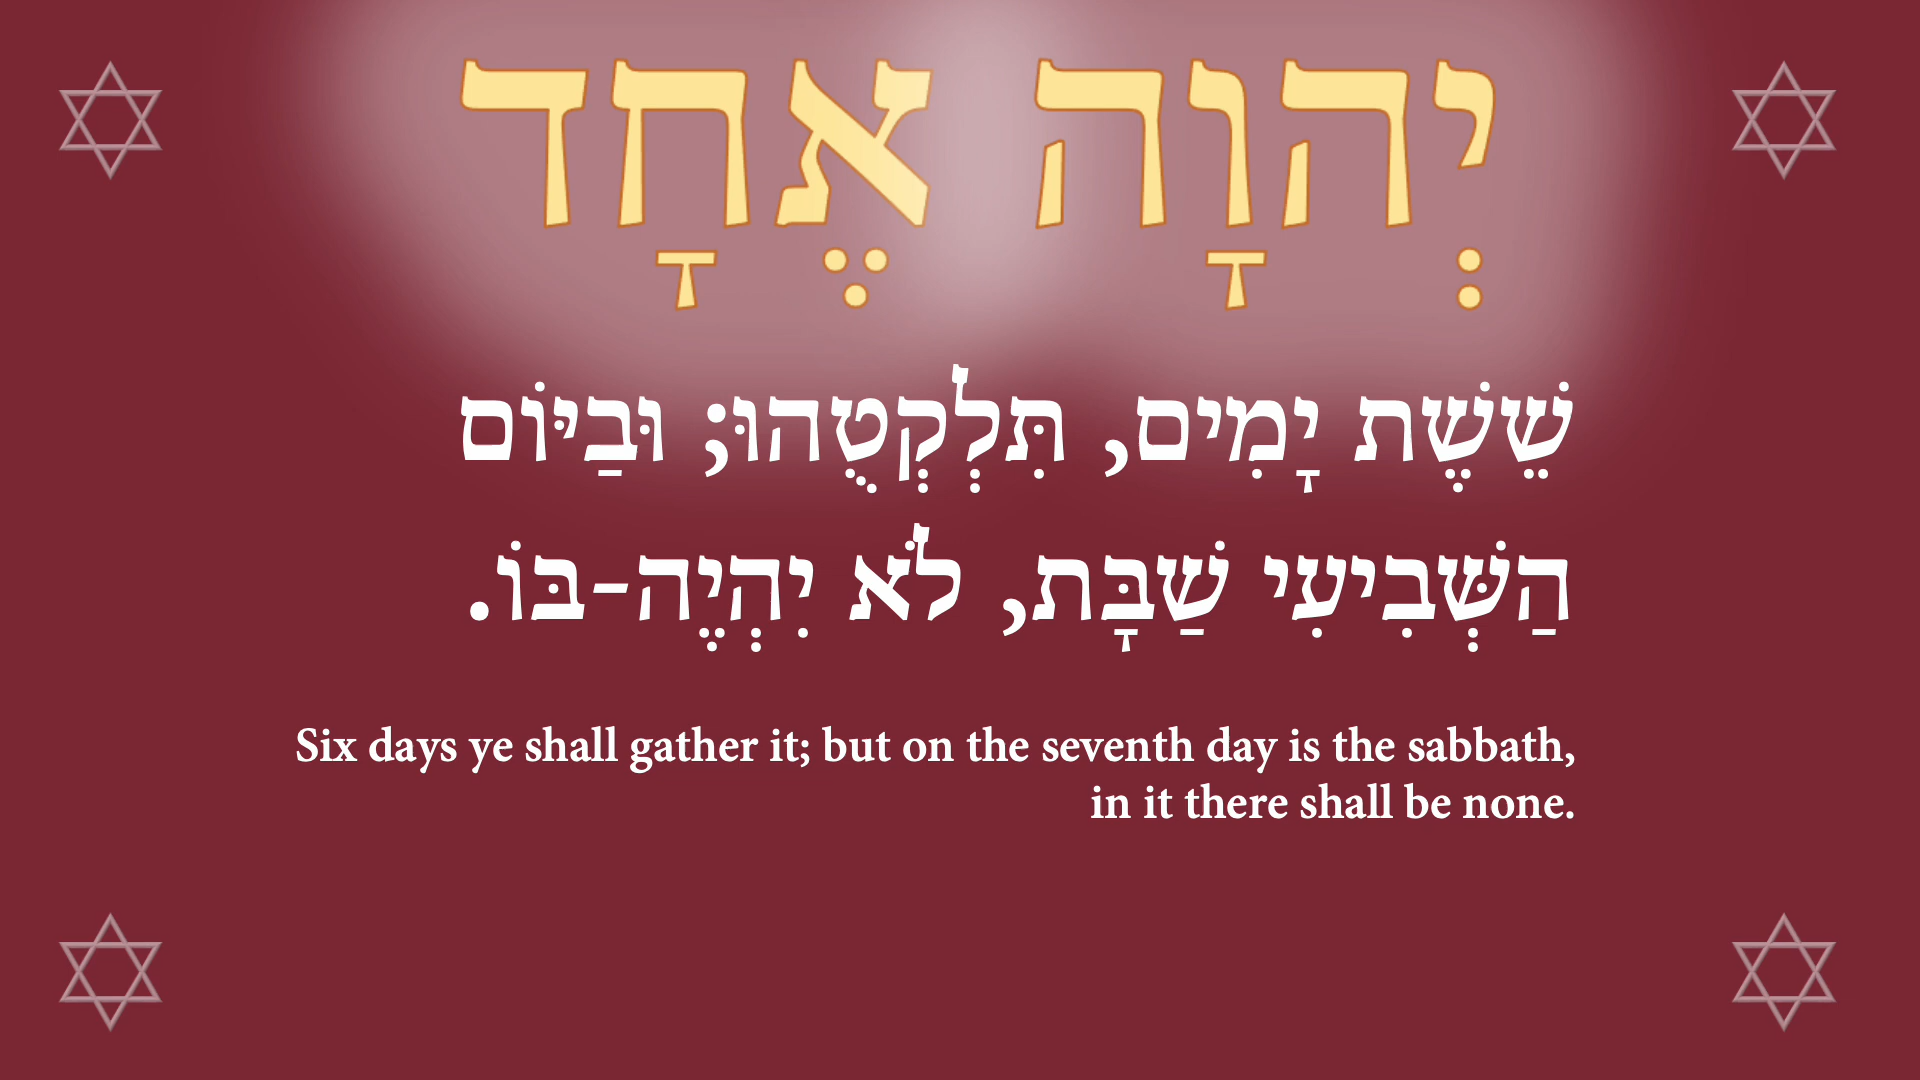 יְהוָה אֶחָד
שֵׁשֶׁת יָמִים, תִּלְקְטֻהוּ; וּבַיּוֹם
הַשְּׁבִיעִי שַׁבָּת, לֹא יִהְיֶה-בּוֹ.
Six days ye shall gather it; but on the seventh day is the sabbath,
in it there shall be none.